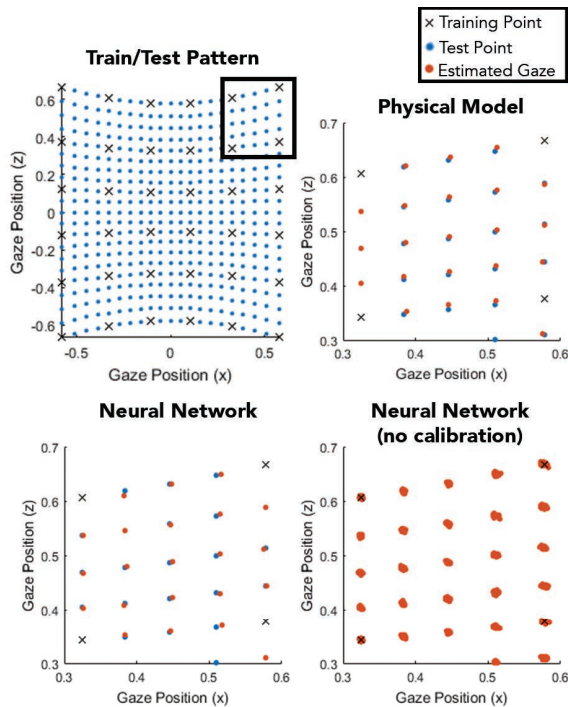 × Training Point
Test Point
Estimated Gaze
Train/Test Pattern
0.6
0.4
0.2
0
-0.2
-0.4
-0.6
Gaze Position (z)
-0.5
0
0.5
Gaze Position (x)
Physical Model
0.7
0.6
0.5
0.4
0.3
Gaze Position (z)
0.3
0.4
0.5
0.6
Gaze Position (x)
Neural Network
0.7
0.6
0.5
0.4
0.3
Gaze Position (z)
0.3
0.4
0.5
0.6
Gaze Position (x)
Neural Network
(no calibration)
0.7
0.6
0.5
0.4
0.3
Gaze Position (z)
0.3
0.4
0.5
0.6
Gaze Position (x)